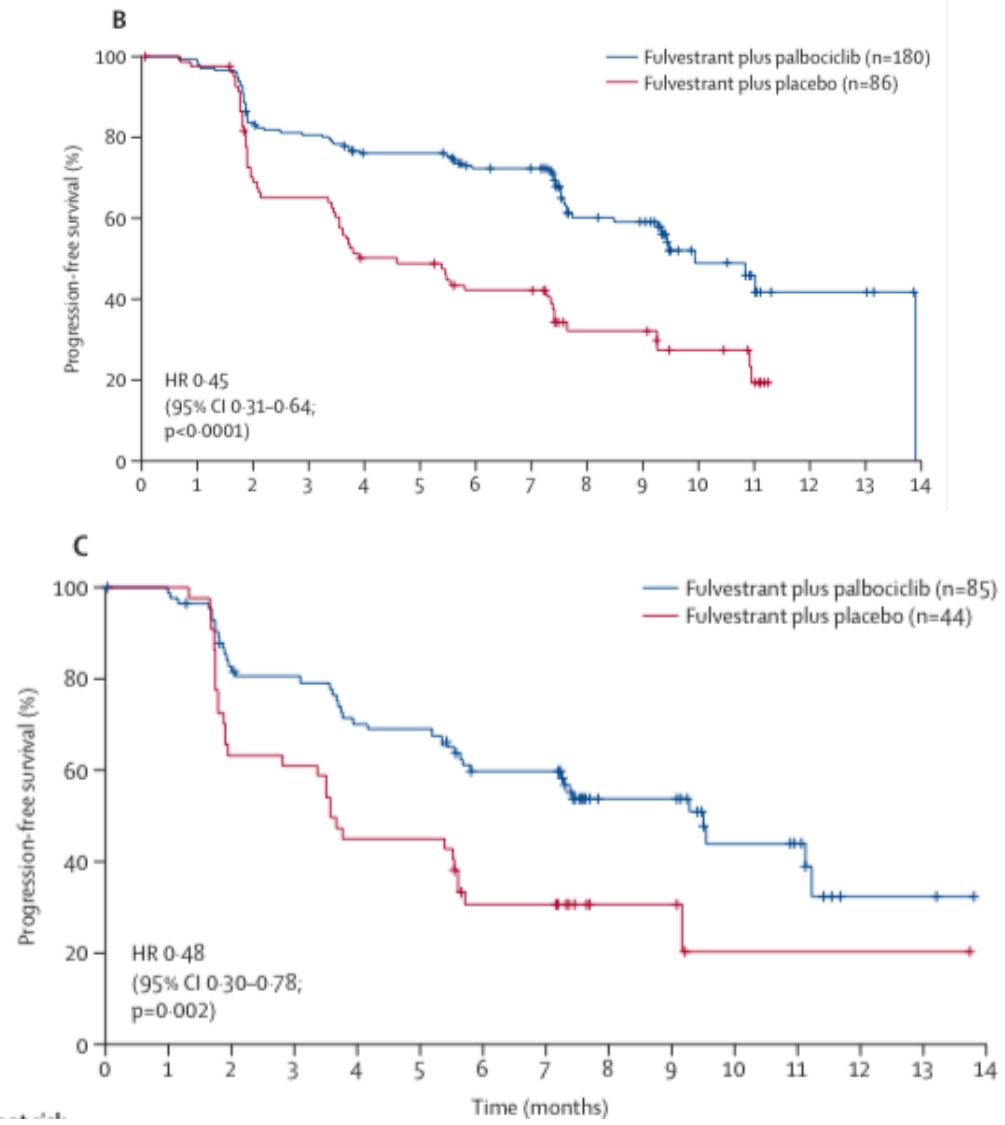 B
Fulvestrant plus palbociclib (n=180)
Fulvestrant plus placebo (n=86)
100
80
60
40
20
0
Progression-free survival (%)
HR 0·45
(95% CI 0·31–0·64;
p<0·0001)
0 1 2 3 4 5 6 7 8 9 10 11 12 13 14
C
Fulvestrant plus palbociclib (n=85)
Fulvestrant plus placebo (n=44)
100
80
60
40
20
0
Progression-free survival (%)
HR 0·48
(95% CI 0·30–0·78;
p=0·002)
0 1 2 3 4 5 6 7 8 9 10 11 12 13 14
Time (months)